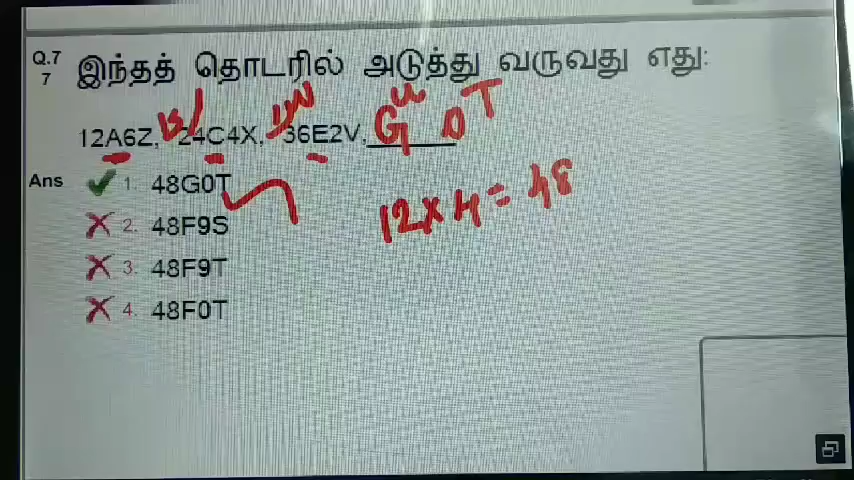 Q.7 இந்தத் தொடரில் அடுத்து வருவது எது:
7
G 0 T
12A6Z, 24C4X, 36E2V,______
Ans 1. 48G0T
12 x 4 = 48
2. 48F9S
3. 48F9T
4. 48F0T